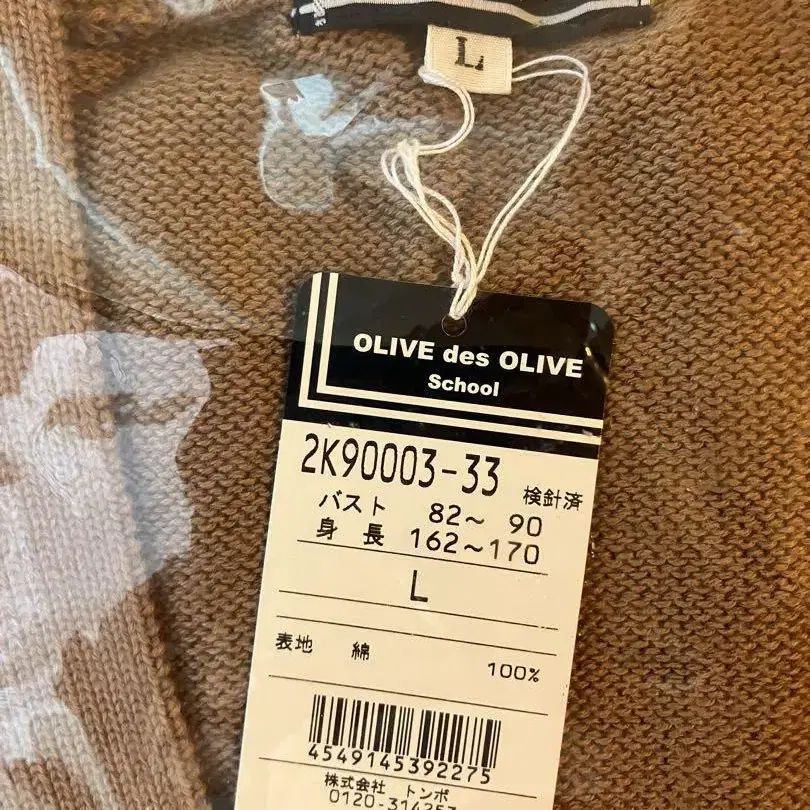 L
OLIVE des OLIVE
School
2K90003-33 検針済
バスト 82〜 90
身 長 162〜170
L
表地 綿 100%
4549145392275
株式会社 トンボ